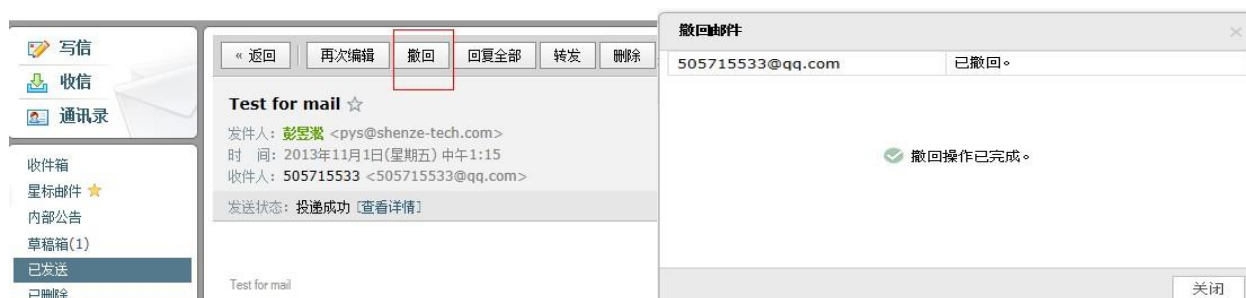 写信
收信
通讯录
收件箱
星标邮件
内部公告
草稿箱(1)
已发送
已删除
« 返回 再次编辑 撤回 回复全部 转发 删除
Test for mail
发件人：彭昱淞 <pys@shenze-tech.com>
时 间：2013年11月1日(星期五) 中午1:15
收件人：505715533 <505715533@qq.com>
发送状态：投递成功 [查看详情]
Test for mail
撤回邮件
505715533@qq.com 已撤回。
撤回操作已完成。
关闭